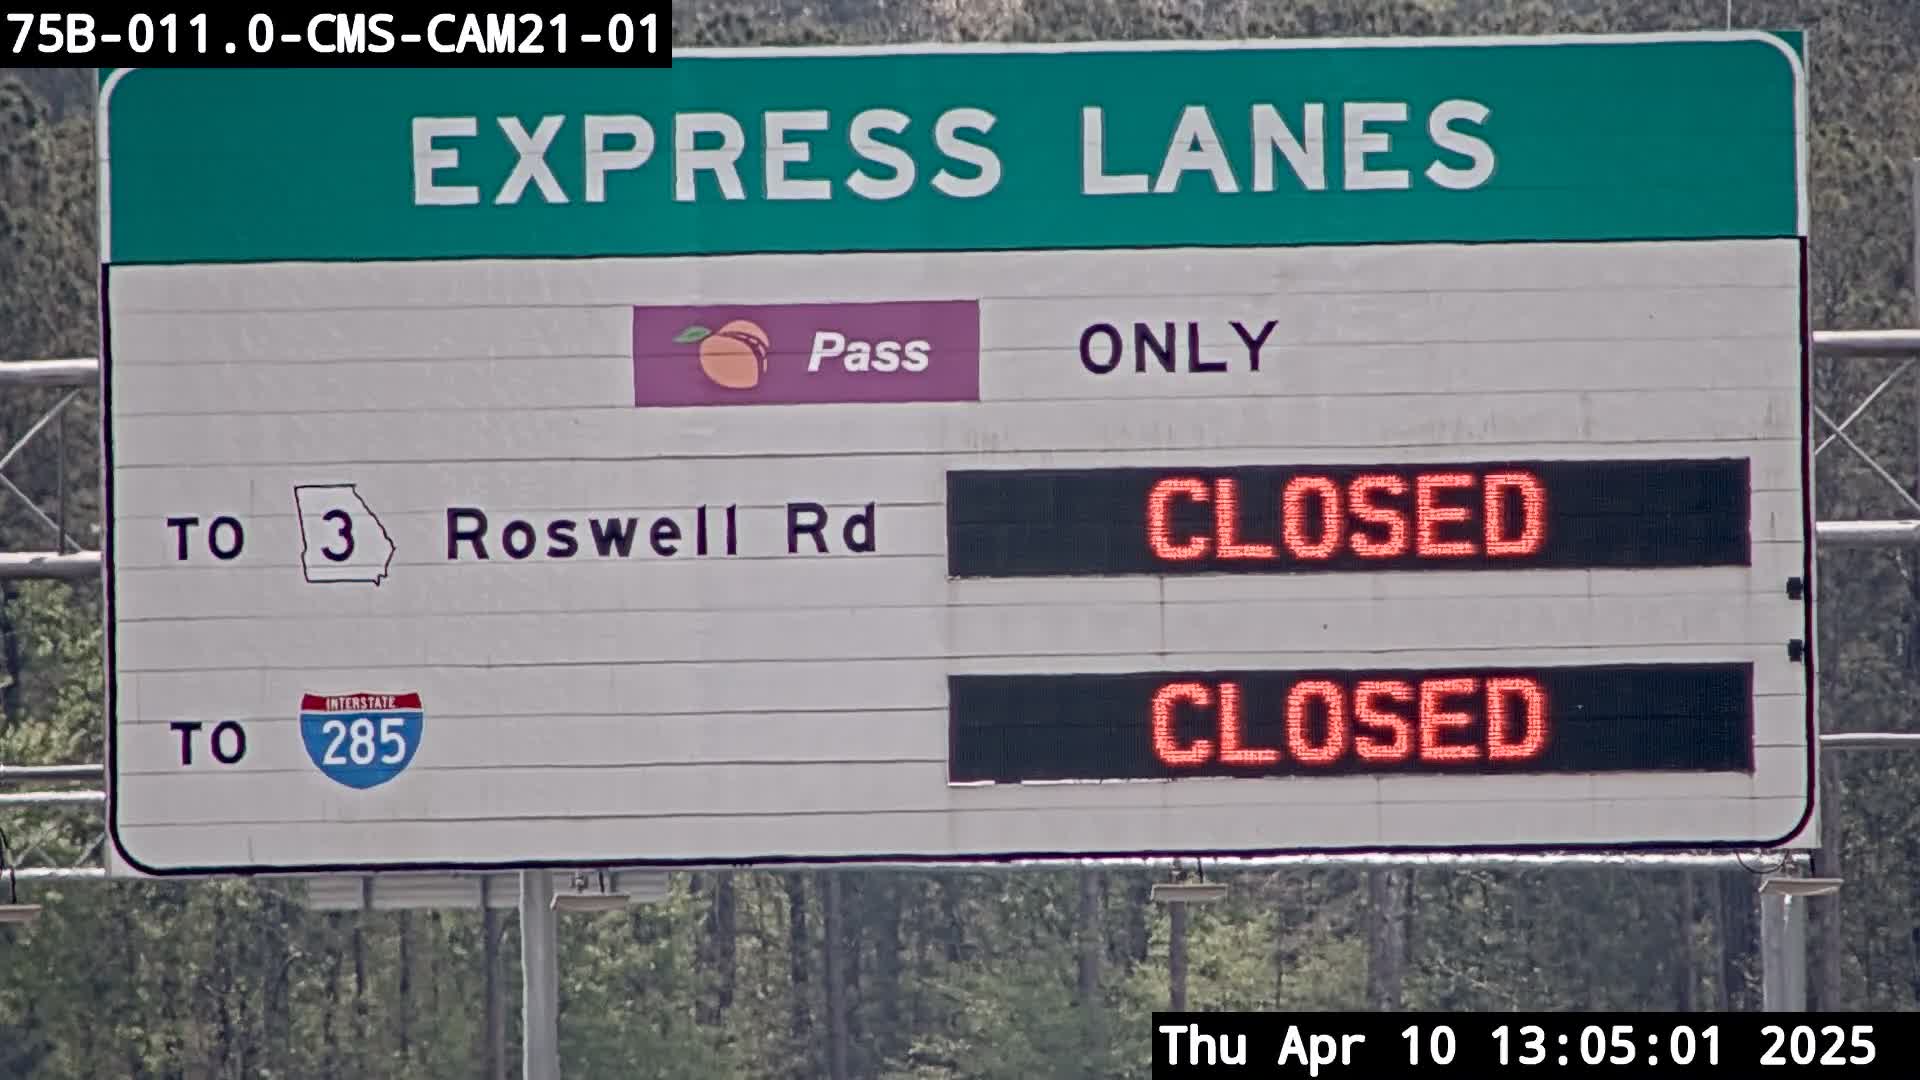 75B-011.0-CMS-CAM21-01
EXPRESS LANES
Pass ONLY
TO 3 Roswell Rd CLOSED
TO INTERSTATE 285 CLOSED
Thu Apr 10 13:05:01 2025